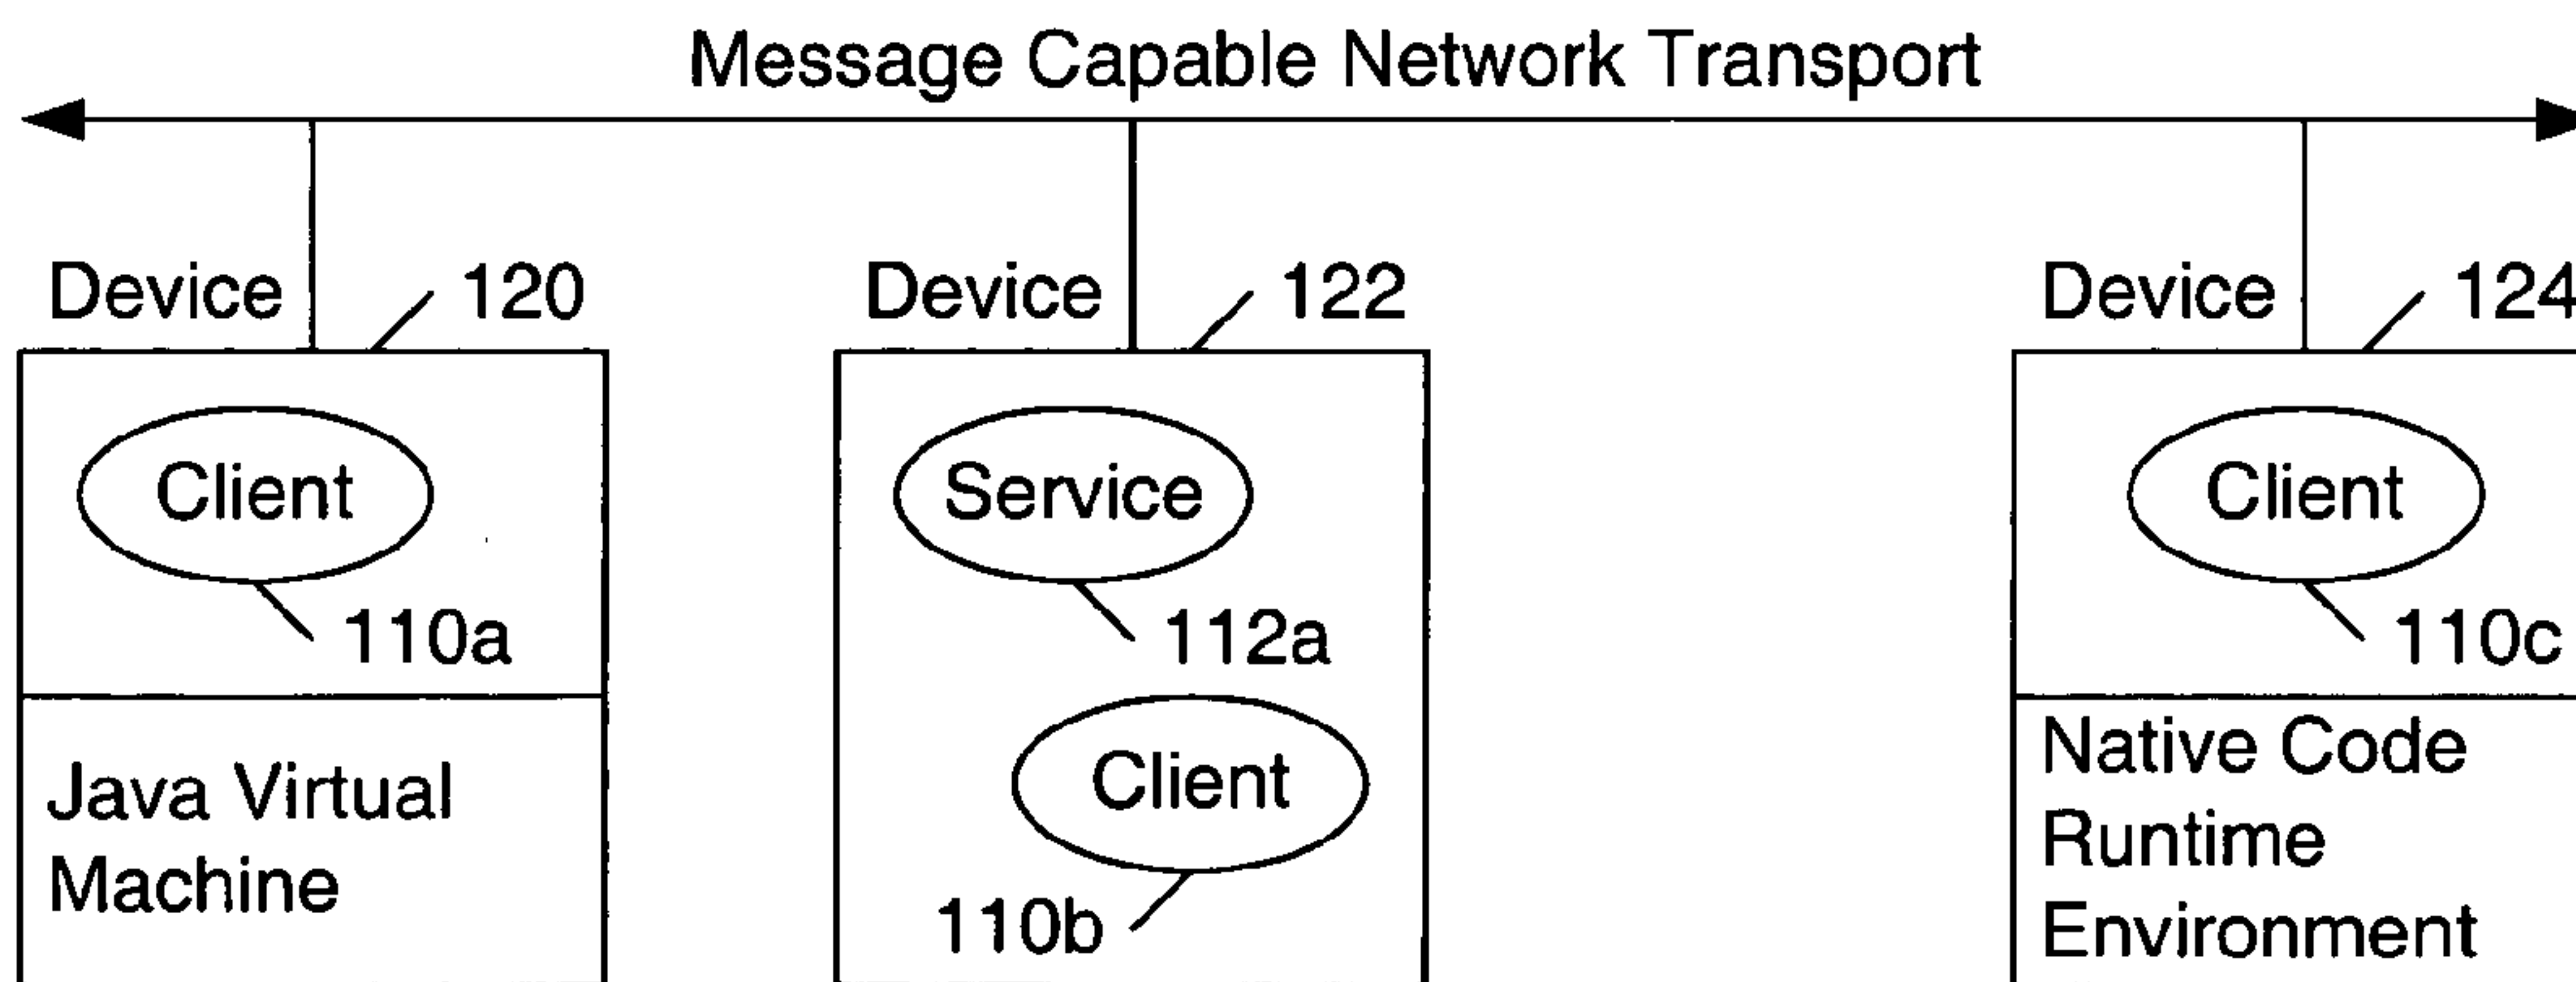 Message Capable Network Transport
Device
120
Device
122
Device
124
Client
110a
Service
112a
Client
110c
Client
110b
Java Virtual
Machine
Native Code
Runtime
Environment